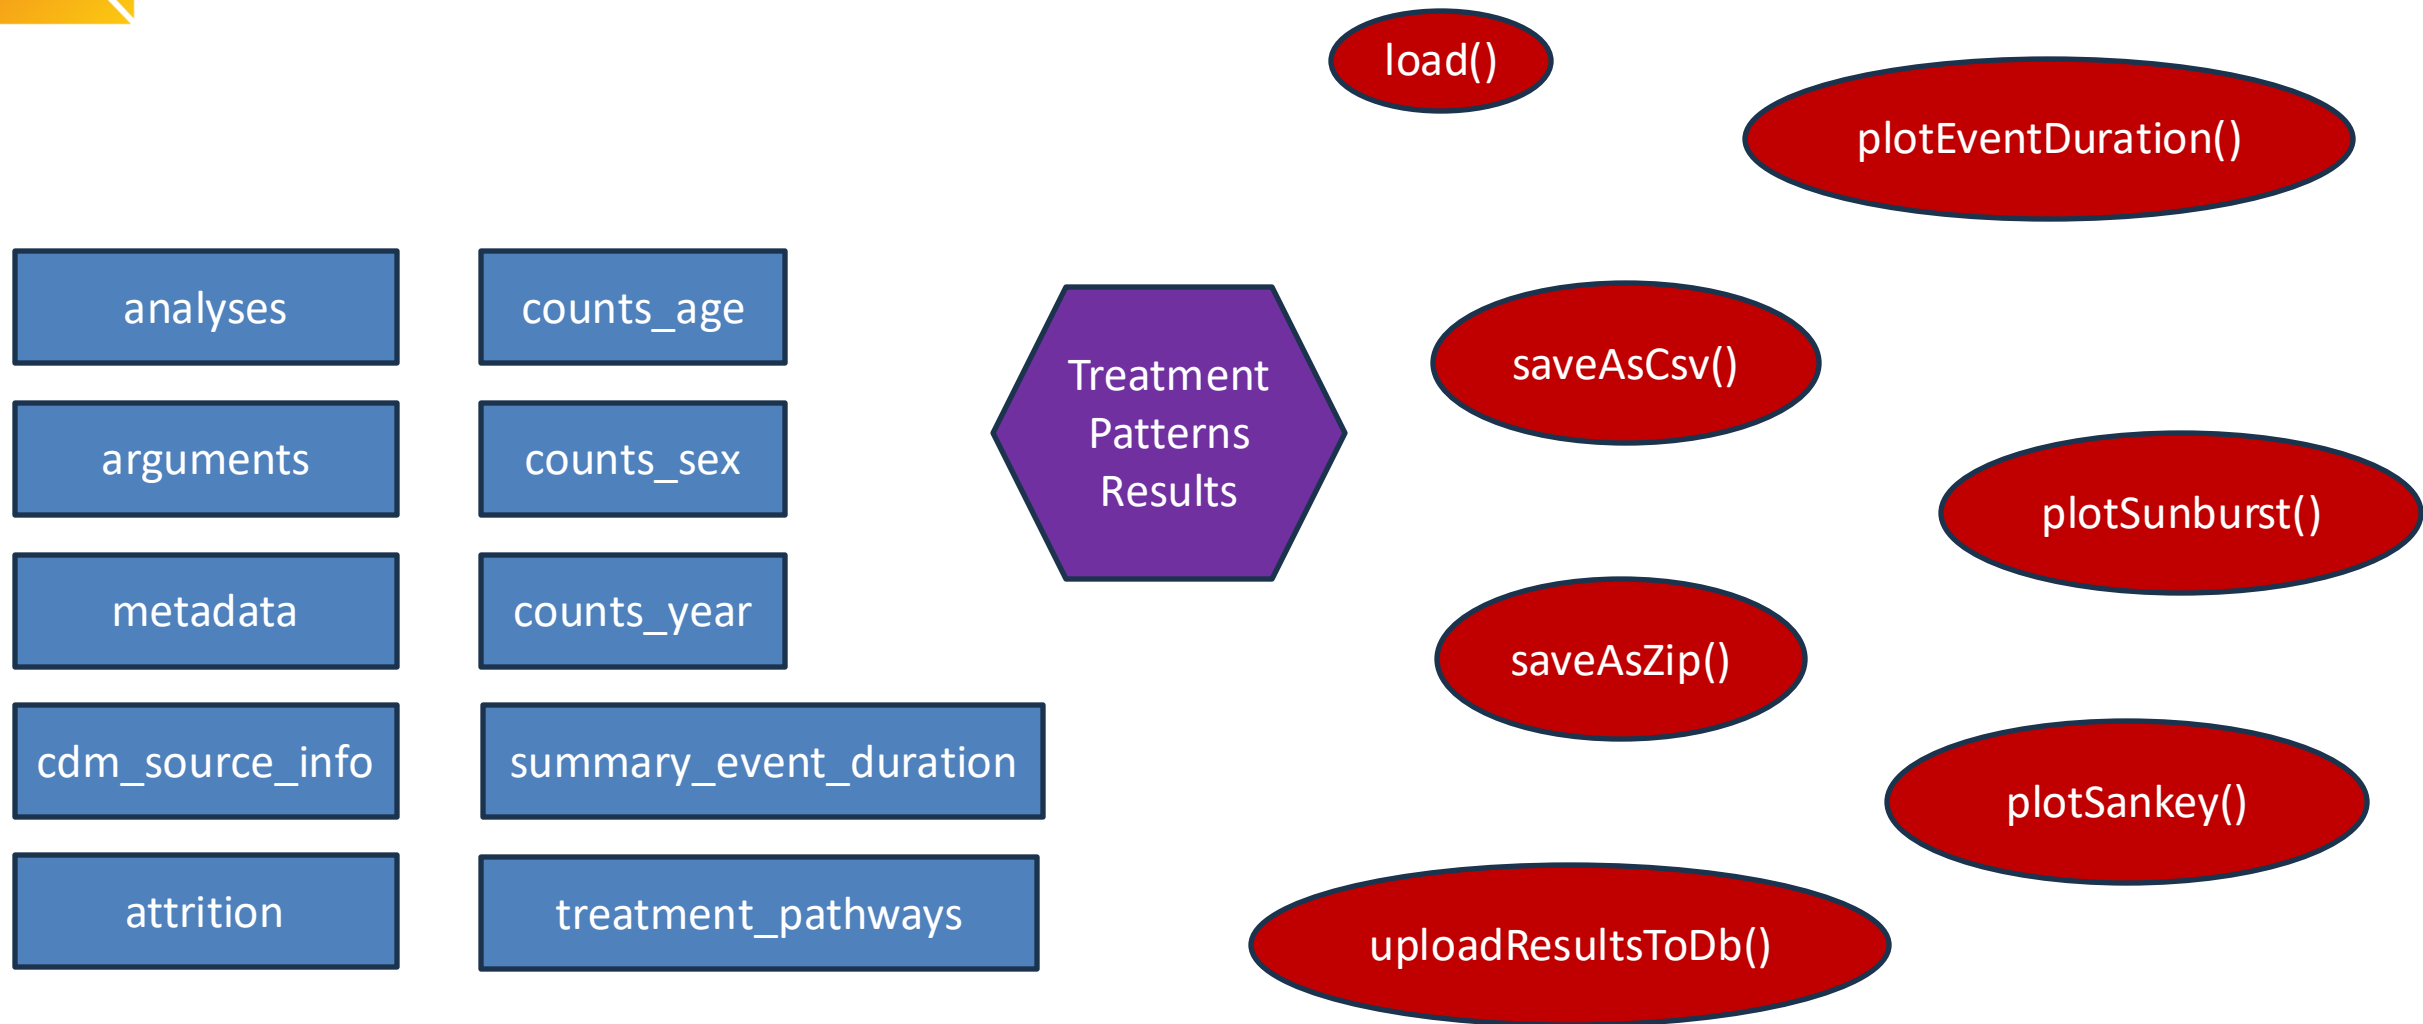 load()
plotEventDuration()
analyses
counts_age
arguments
counts_sex
metadata
counts_year
cdm_source_info
summary_event_duration
attrition
treatment_pathways
Treatment
Patterns
Results
saveAsCsv()
plotSunburst()
saveAsZip()
plotSankey()
uploadResultsToDb()